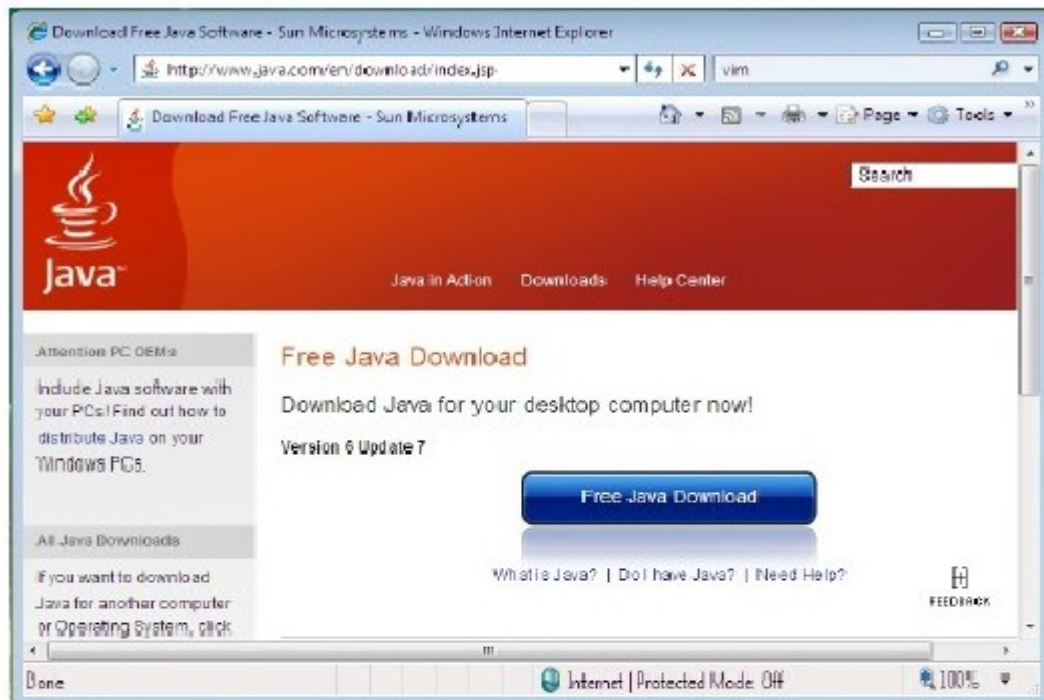 Download Free Java Software - Sun Microsystems - Windows Internet Explorer
http://www.java.com/en/download/index.jsp
vim
Download Free Java Software - Sun Microsystems
Page
Tools
Search
Java
Java in Action
Downloads
Help Center
Attention PC OEMs
Include Java software with
your PCs! Find out how to
distribute Java on your
Windows PCs.
Free Java Download
Download Java for your desktop computer now!
Version 6 Update 7
Free Java Download
What is Java? | Do I have Java? | Need Help?
FEEDBACK
All Java Downloads
If you want to download
Java for another computer
or Operating System, click
Done
Internet | Protected Mode: Off
100%